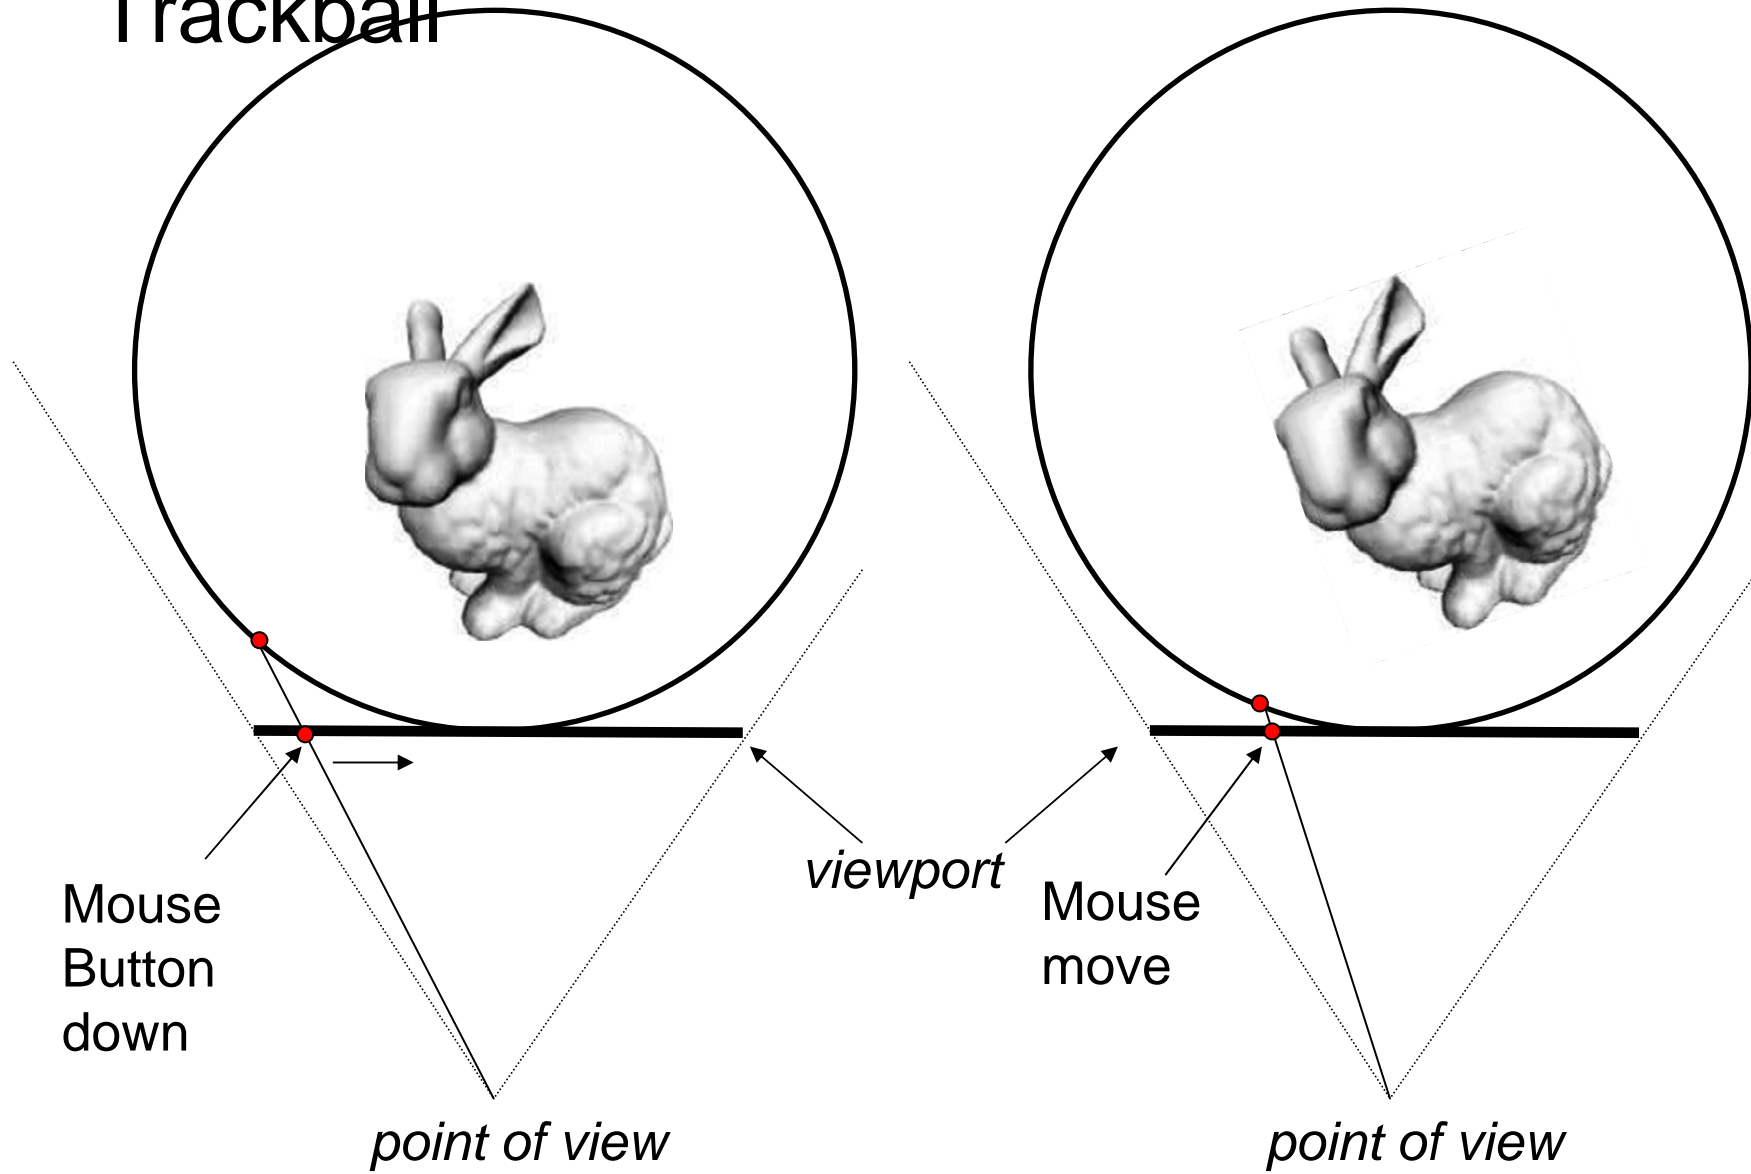 Trackball
viewport
Mouse
Button
down
Mouse
move
point of view
point of view